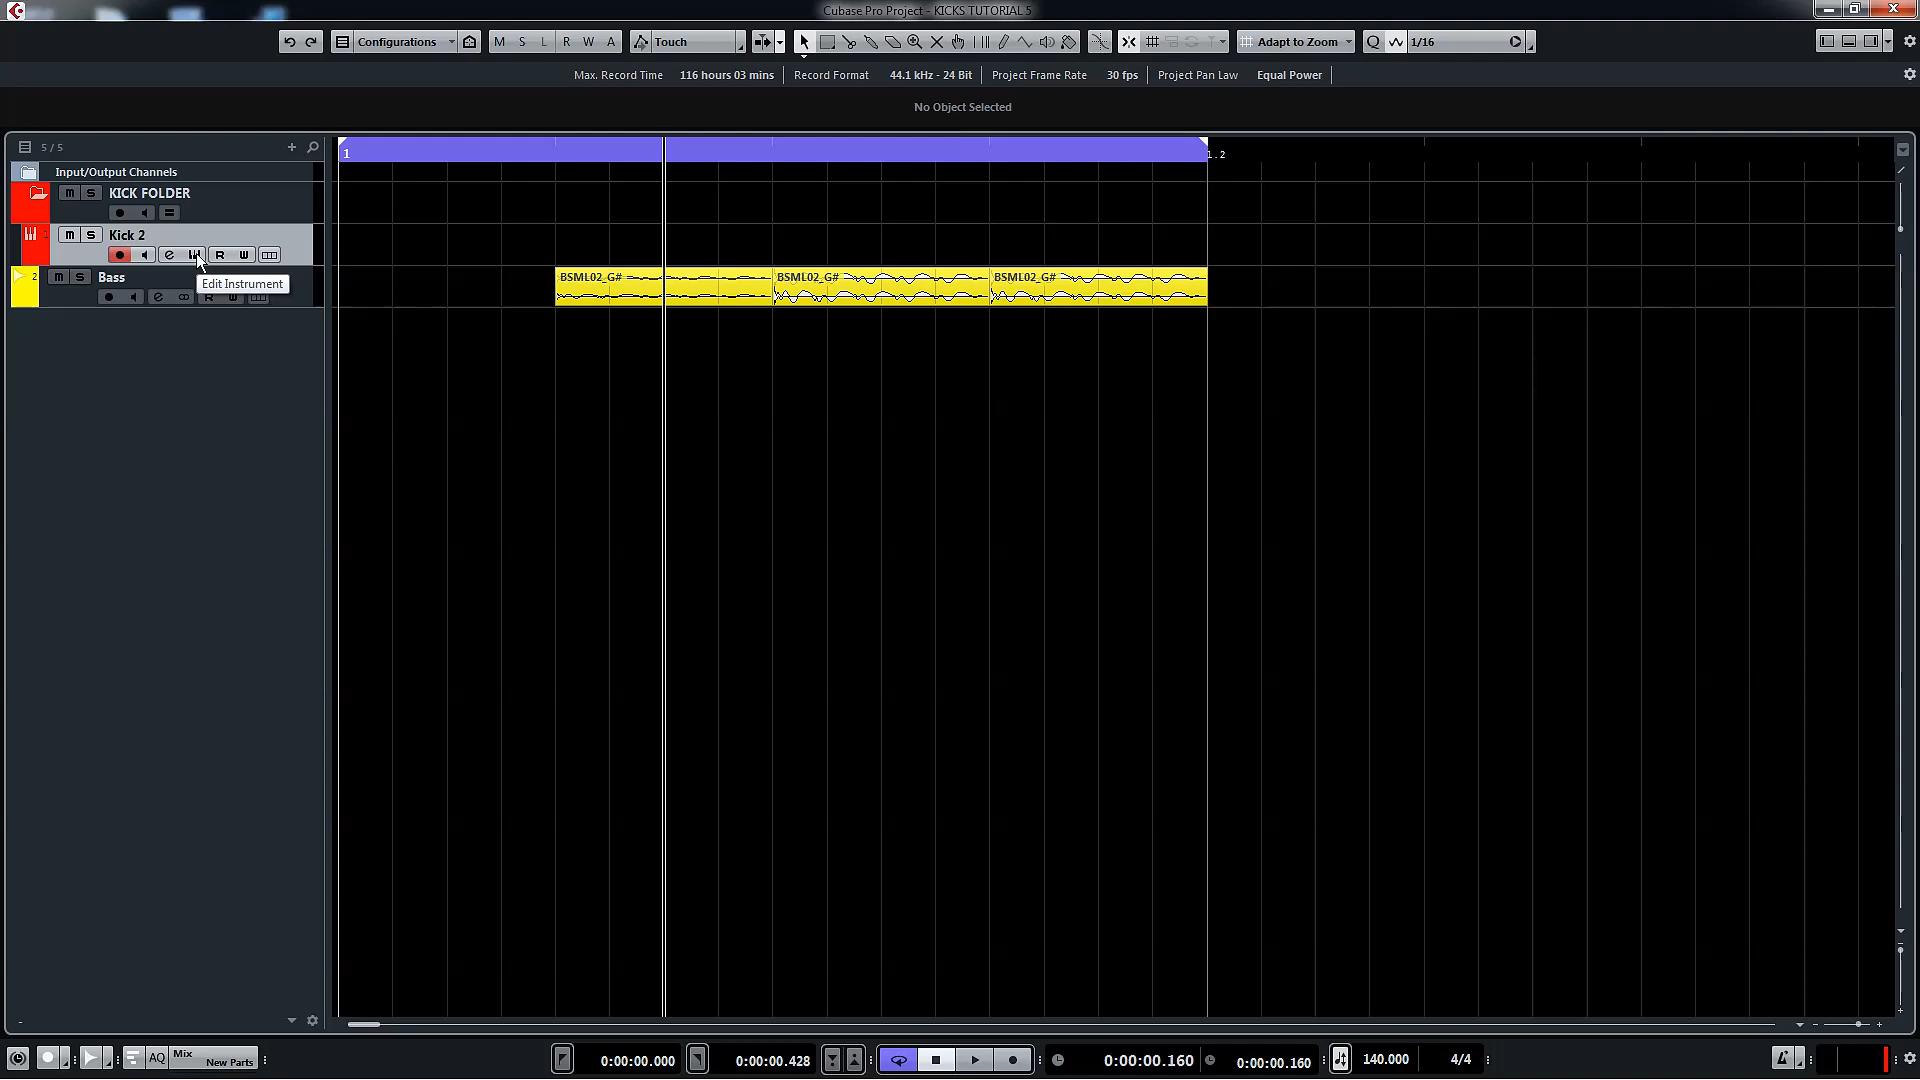 Cubase Pro Project - KICKS TUTORIAL 5
Configurations M S L R W A Touch Adapt to Zoom Q 1/16
Max. Record Time 116 hours 03 mins Record Format 44.1 kHz - 24 Bit Project Frame Rate 30 fps Project Pan Law Equal Power
No Object Selected
5 / 5
1 1.2
Input/Output Channels
m S KICK FOLDER
1 m S Kick 2
e R W
2 m S Bass
Edit Instrument
e R W
BSML02_G# BSML02_G# BSML02_G#
AQ Mix New Parts 0:00:00.000 0:00:00.428 0:00:00.160 0:00:00.160 140.000 4/4